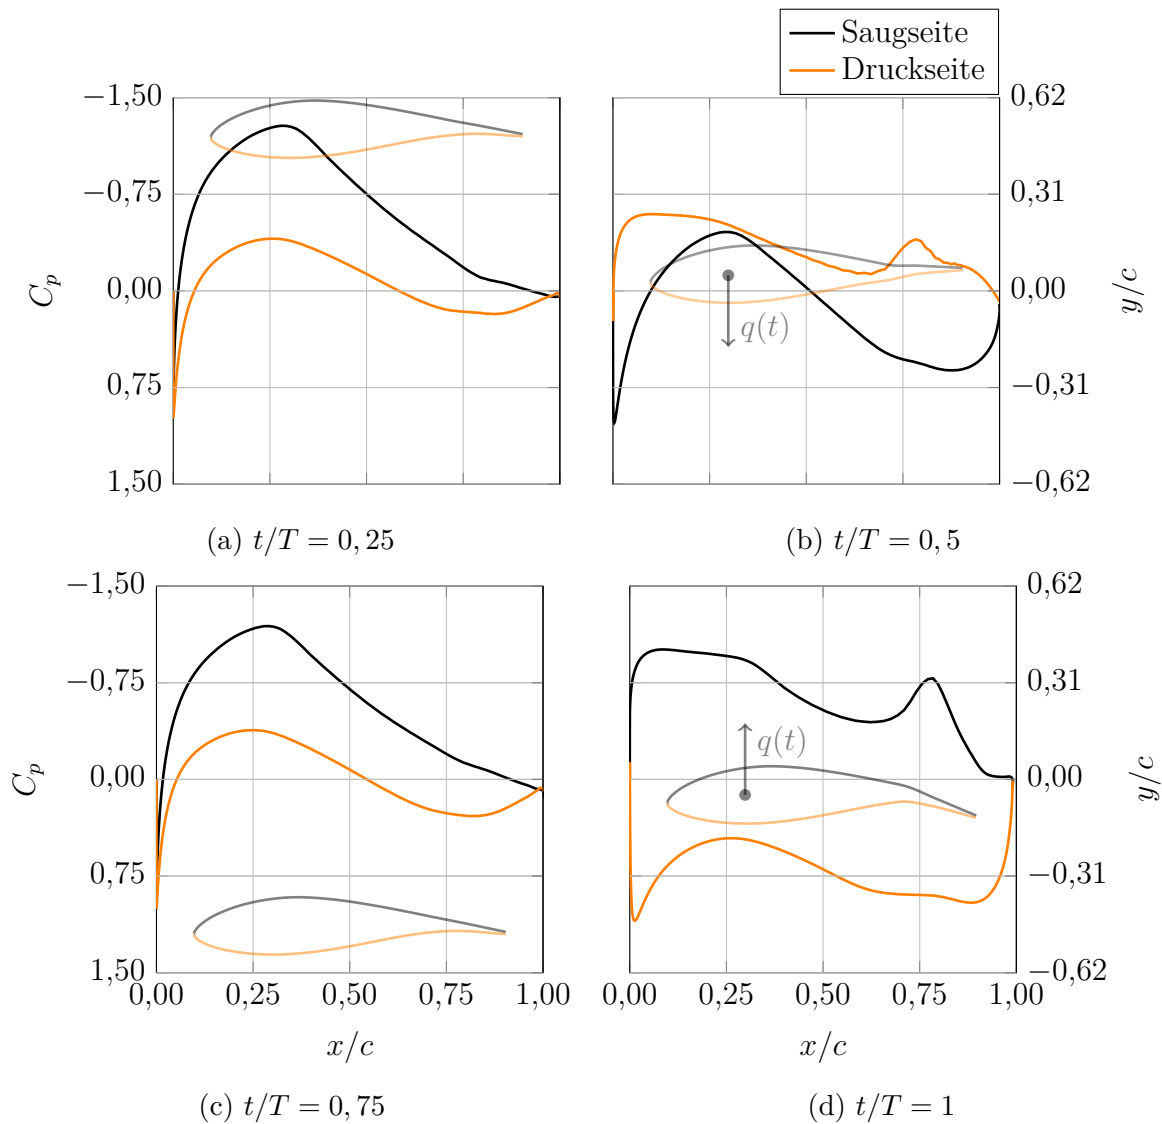 Saugseite
Druckseite
−1,50
−0,75
0,00
0,75
1,50
C_p
0,62
0,31
0,00
−0,31
−0,62
y/c
q(t)
(a) t/T = 0, 25
(b) t/T = 0, 5
−1,50
−0,75
0,00
0,75
1,50
C_p
0,62
0,31
0,00
−0,31
−0,62
y/c
q(t)
0,00 0,25 0,50 0,75 1,00
0,00 0,25 0,50 0,75 1,00
x/c
x/c
(c) t/T = 0, 75
(d) t/T = 1